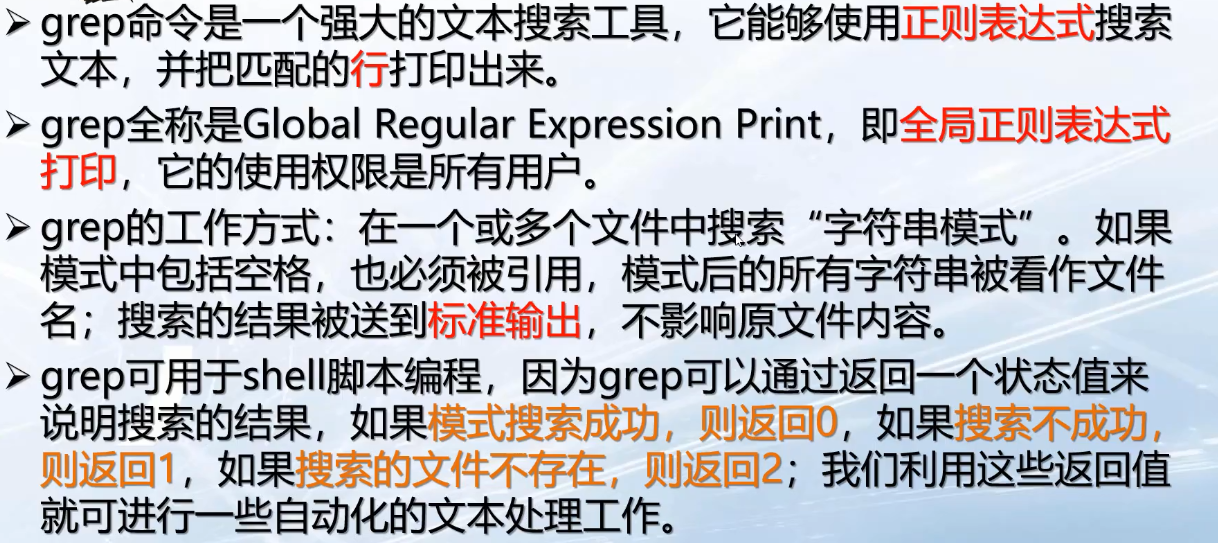 ➢ grep命令是一个强大的文本搜索工具，它能够使用正则表达式搜索
文本，并把匹配的行打印出来。
➢ grep全称是Global Regular Expression Print，即全局正则表达式
打印，它的使用权限是所有用户。
➢ grep的工作方式：在一个或多个文件中搜索“字符串模式”。如果
模式中包括空格，也必须被引用，模式后的所有字符串被看作文件
名；搜索的结果被送到标准输出，不影响原文件内容。
➢ grep可用于shell脚本编程，因为grep可以通过返回一个状态值来
说明搜索的结果，如果模式搜索成功，则返回0，如果搜索不成功，
则返回1，如果搜索的文件不存在，则返回2；我们利用这些返回值
就可进行一些自动化的文本处理工作。